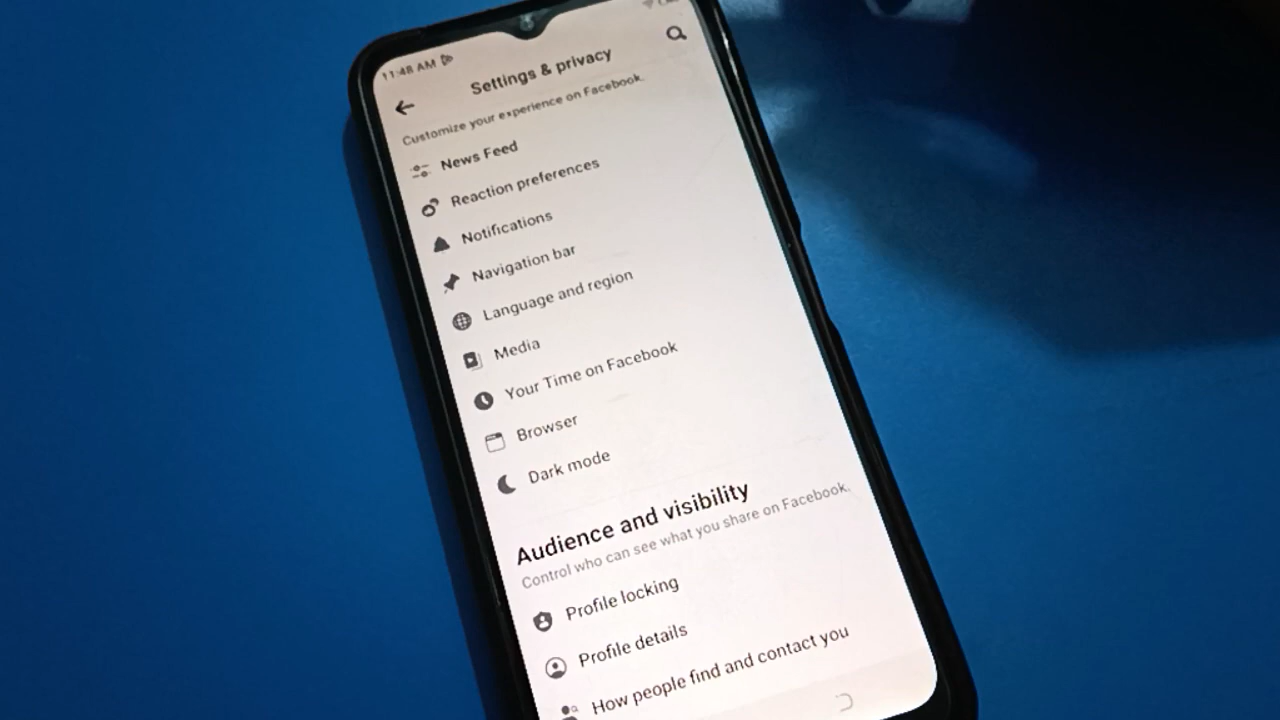 11:48 AM
Settings & privacy
Customize your experience on Facebook.
News Feed
Reaction preferences
Notifications
Navigation bar
Language and region
Media
Your Time on Facebook
Browser
Dark mode
Audience and visibility
Control who can see what you share on Facebook.
Profile locking
Profile details
How people find and contact you